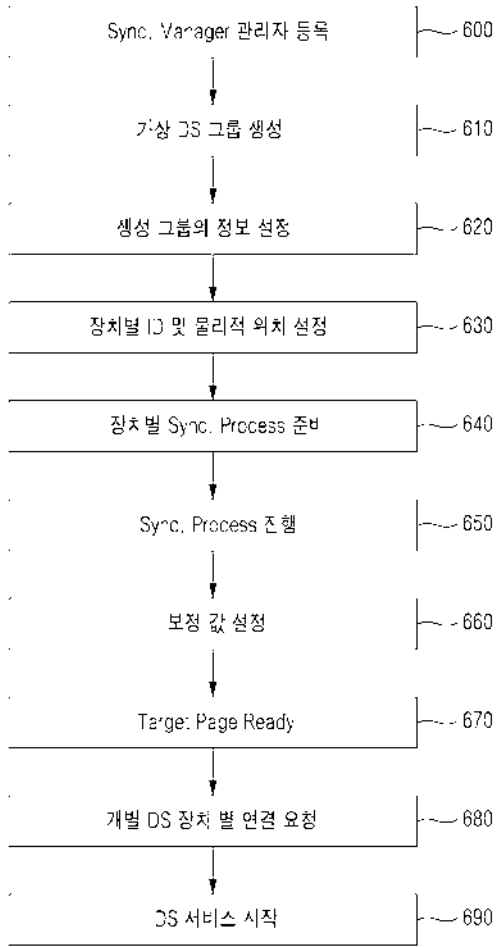 Sync. Manager 관리자 등록 600
가상 DS 그룹 생성 610
생성 그룹의 정보 설정 620
장치별 ID 및 물리적 위치 설정 630
장치별 Sync. Process 준비 640
Sync. Process 진행 650
보정 값 설정 660
Target Page Ready 670
개별 DS 장치 별 연결 요청 680
DS 서비스 시작 690